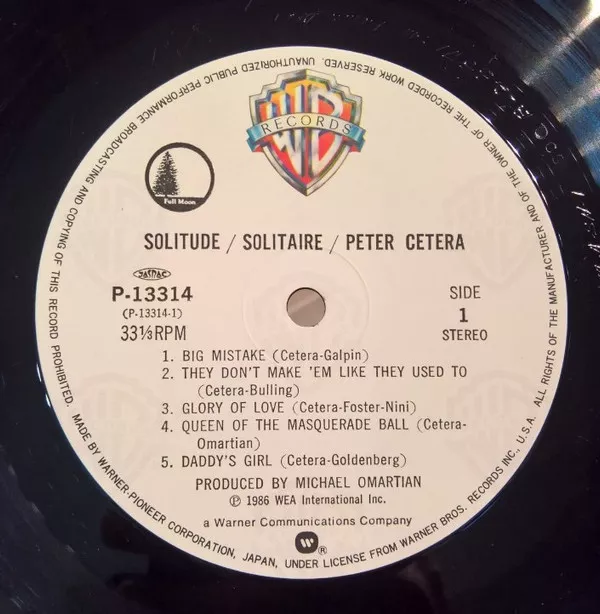 WB
RECORDS
Full Moon
SOLITUDE / SOLITAIRE / PETER CETERA
JASRAC
P-13314
(P-13314-1)
33⅓RPM
SIDE
1
STEREO
1. BIG MISTAKE (Cetera-Galpin)
2. THEY DON'T MAKE 'EM LIKE THEY USED TO
(Cetera-Bulling)
3. GLORY OF LOVE (Cetera-Foster-Nini)
4. QUEEN OF THE MASQUERADE BALL (Cetera-
Omartian)
5. DADDY'S GIRL (Cetera-Goldenberg)
PRODUCED BY MICHAEL OMARTIAN
Ⓟ 1986 WEA International Inc.
a Warner Communications Company
®
MADE BY WARNER-PIONEER CORPORATION, JAPAN, UNDER LICENSE FROM WARNER BROS. RECORDS INC., U.S.A. ALL RIGHTS OF THE MANUFACTURER AND OF THE OWNER OF THE RECORDED WORK RESERVED. UNAUTHORIZED PUBLIC PERFORMANCE BROADCASTING AND COPYING OF THIS RECORD PROHIBITED.